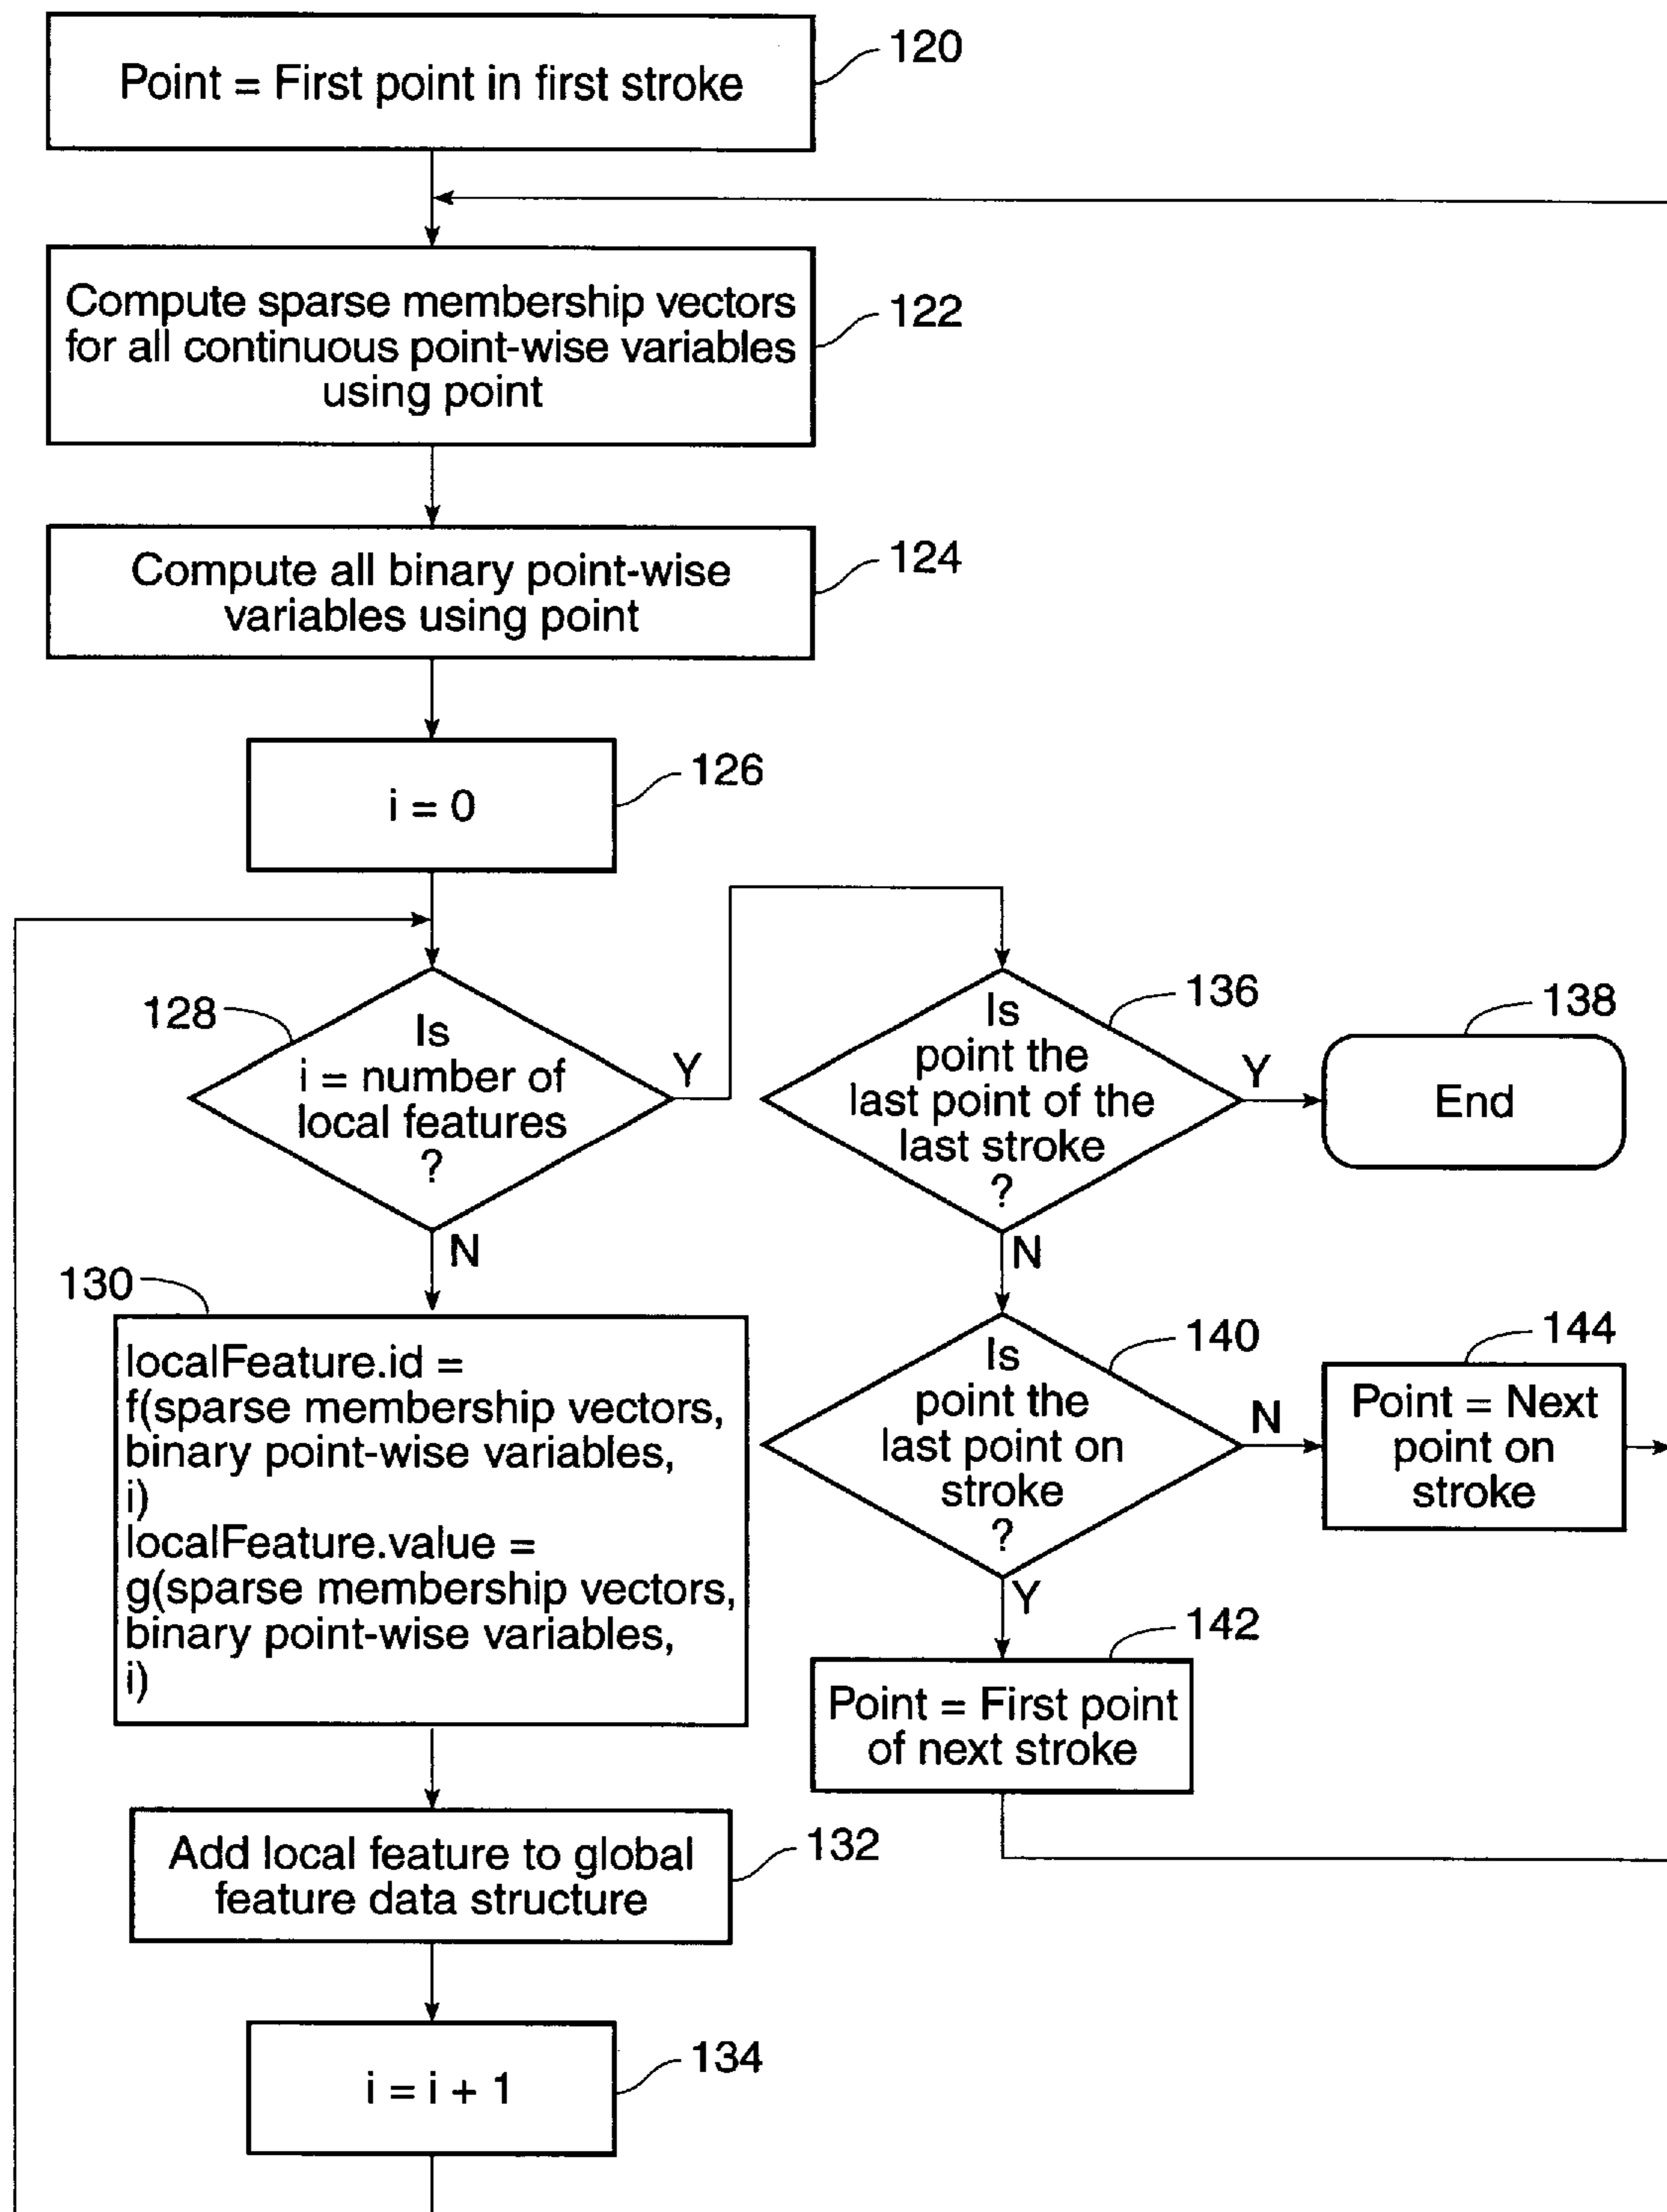 Point = First point in first stroke
120
Compute sparse membership vectors
for all continuous point-wise variables
using point
122
Compute all binary point-wise
variables using point
124
i = 0
126
128
Is
i = number of
local features
?
Y
N
136
Is
point the
last point of the
last stroke
?
Y
N
138
End
130
localFeature.id =
f(sparse membership vectors,
binary point-wise variables,
i)
localFeature.value =
g(sparse membership vectors,
binary point-wise variables,
i)
140
Is
point the
last point on
stroke
?
N
Y
144
Point = Next
point on
stroke
142
Point = First point
of next stroke
Add local feature to global
feature data structure
132
i = i + 1
134